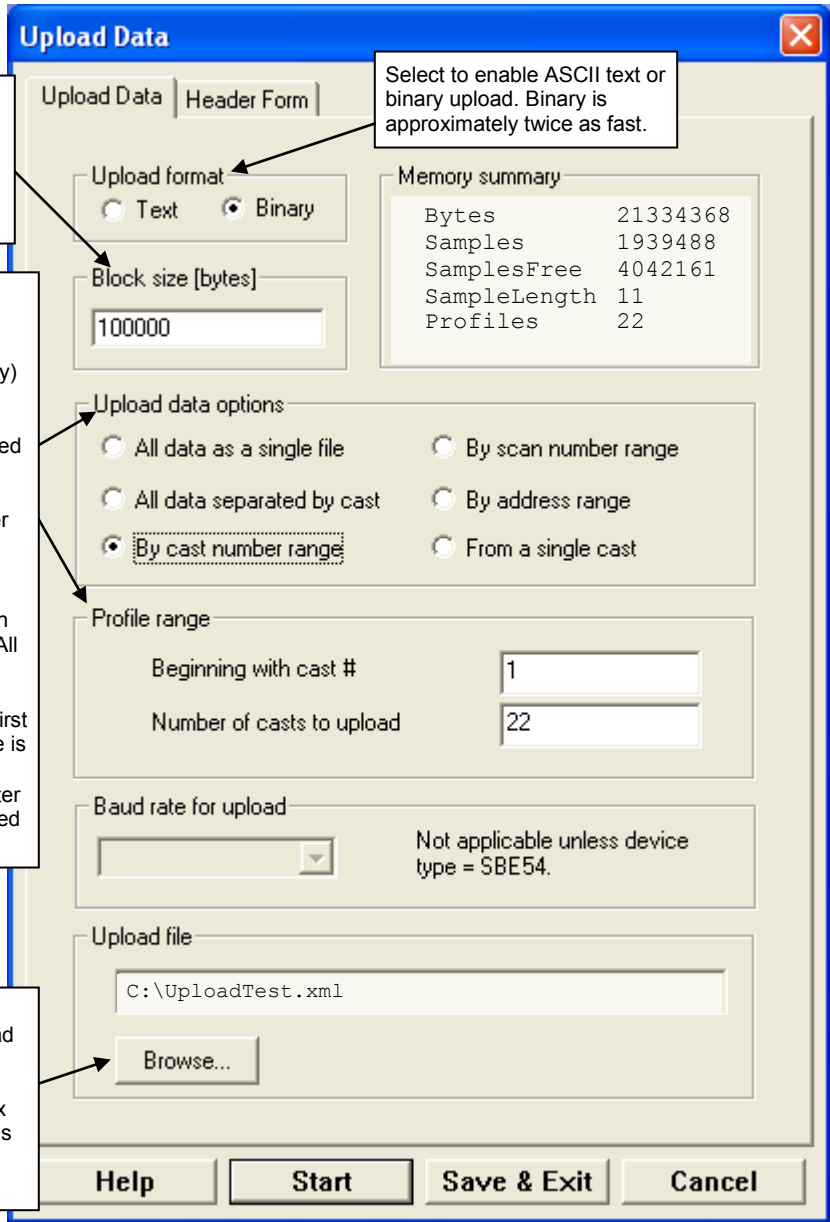 Upload Data
Select to enable ASCII text or
binary upload. Binary is
approximately twice as fast.
Upload Data
Header Form
Upload format
Text
Binary
Memory summary
Bytes 21334368
Samples 1939488
SamplesFree 4042161
SampleLength 11
Profiles 22
Block size [bytes]
100000
Upload data options
All data as a single file
By scan number range
All data separated by cast
By address range
By cast number range
From a single cast
Profile range
Beginning with cast #
1
Number of casts to upload
22
Baud rate for upload
Not applicable unless device
type = SBE54.
Upload file
C:\UploadTest.xml
Browse...
Help
Start
Save & Exit
Cancel
All
is